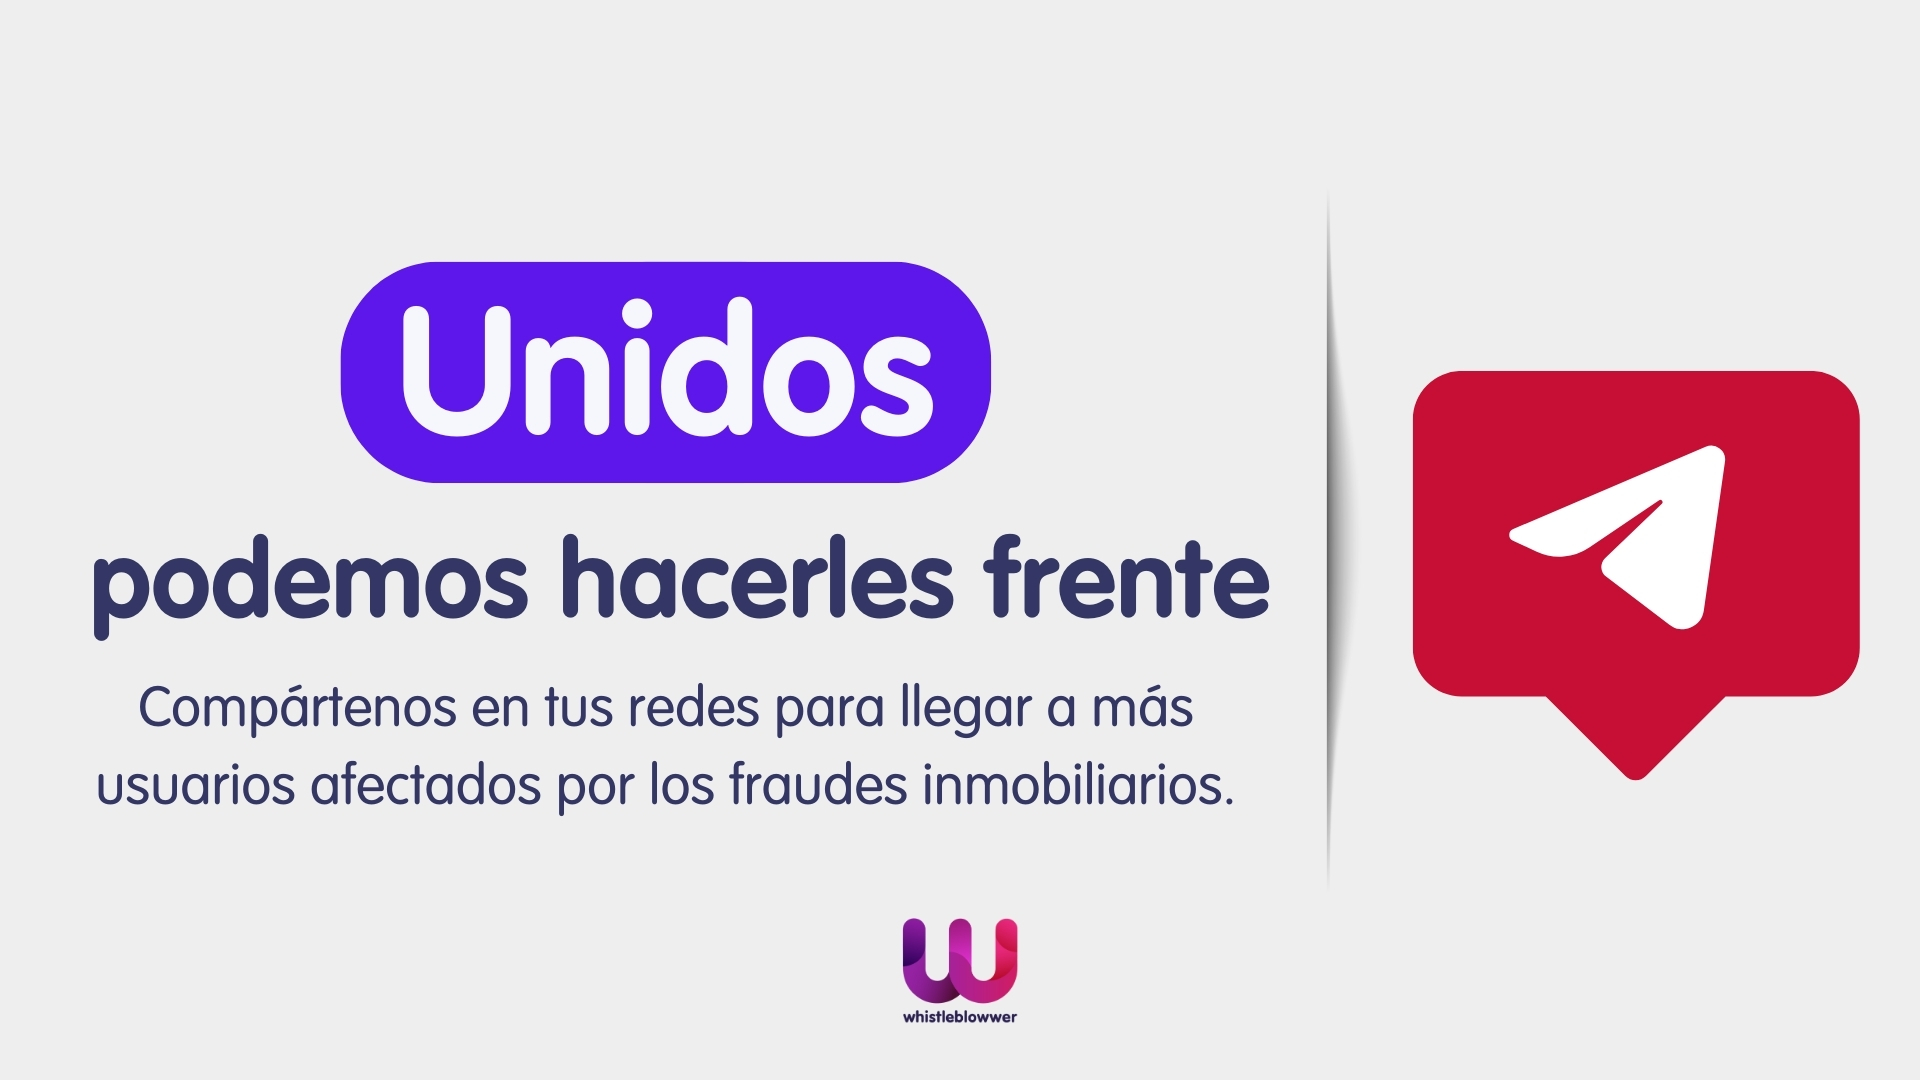 Unidos
podemos hacerles frente
Compártenos en tus redes para llegar a más
usuarios afectados por los fraudes inmobiliarios.
whistleblowwer